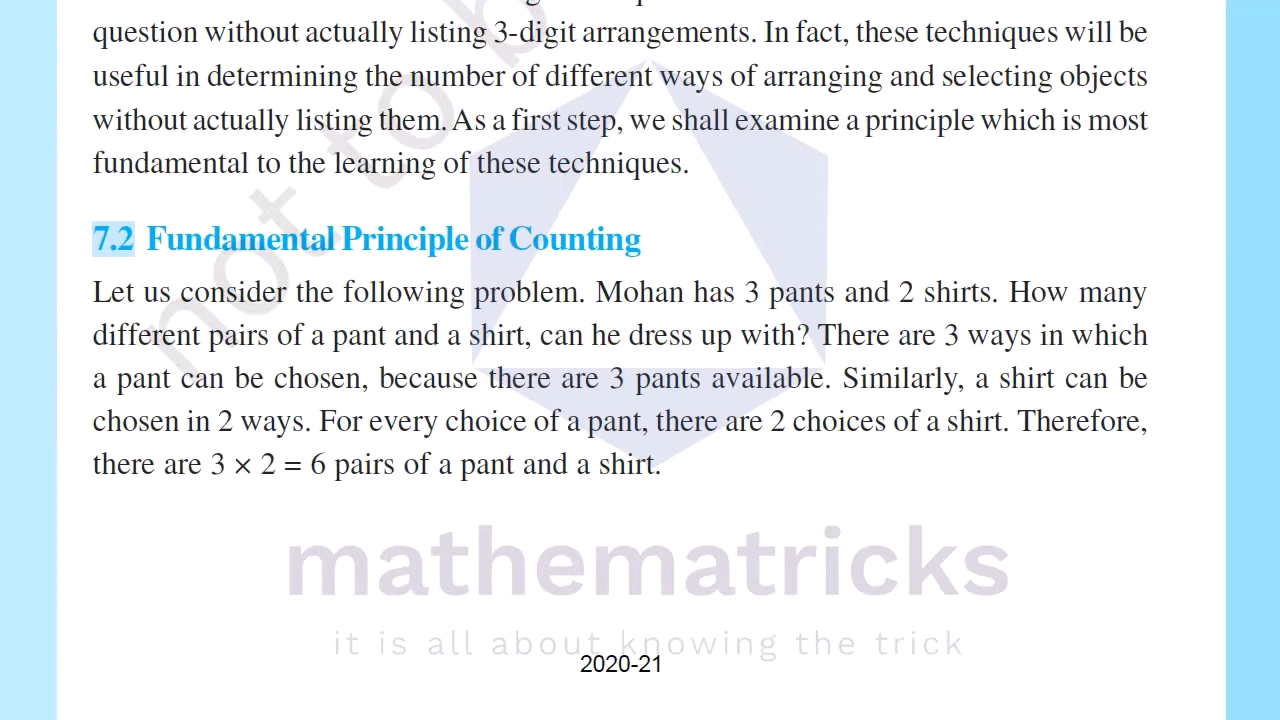 question without actually listing 3-digit arrangements. In fact, these techniques will be
useful in determining the number of different ways of arranging and selecting objects
without actually listing them. As a first step, we shall examine a principle which is most
fundamental to the learning of these techniques.
7.2 Fundamental Principle of Counting
Let us consider the following problem. Mohan has 3 pants and 2 shirts. How many
different pairs of a pant and a shirt, can he dress up with? There are 3 ways in which
a pant can be chosen, because there are 3 pants available. Similarly, a shirt can be
chosen in 2 ways. For every choice of a pant, there are 2 choices of a shirt. Therefore,
there are 3 × 2 = 6 pairs of a pant and a shirt.
not to b
mathematricks
it is all about knowing the trick
2020-21